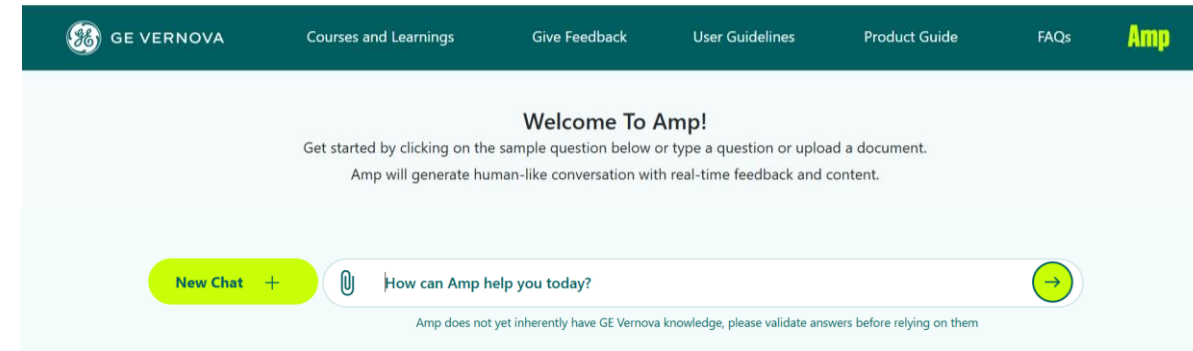 GE VERNOVA Courses and Learnings Give Feedback User Guidelines Product Guide FAQs Amp
Welcome To Amp!
Get started by clicking on the sample question below or type a question or upload a document.
Amp will generate human-like conversation with real-time feedback and content.
New Chat + How can Amp help you today?
Amp does not yet inherently have GE Vernova knowledge, please validate answers before relying on them